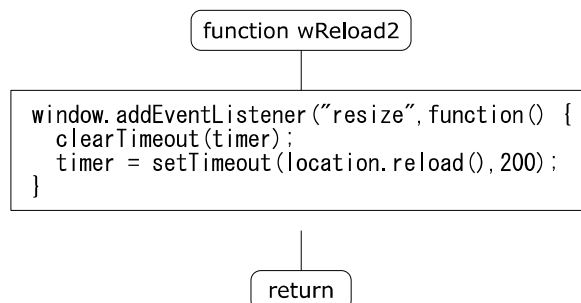 function wReload2
window.addEventListener("resize",function() {
  clearTimeout(timer);
  timer = setTimeout(location.reload(),200);
}
return